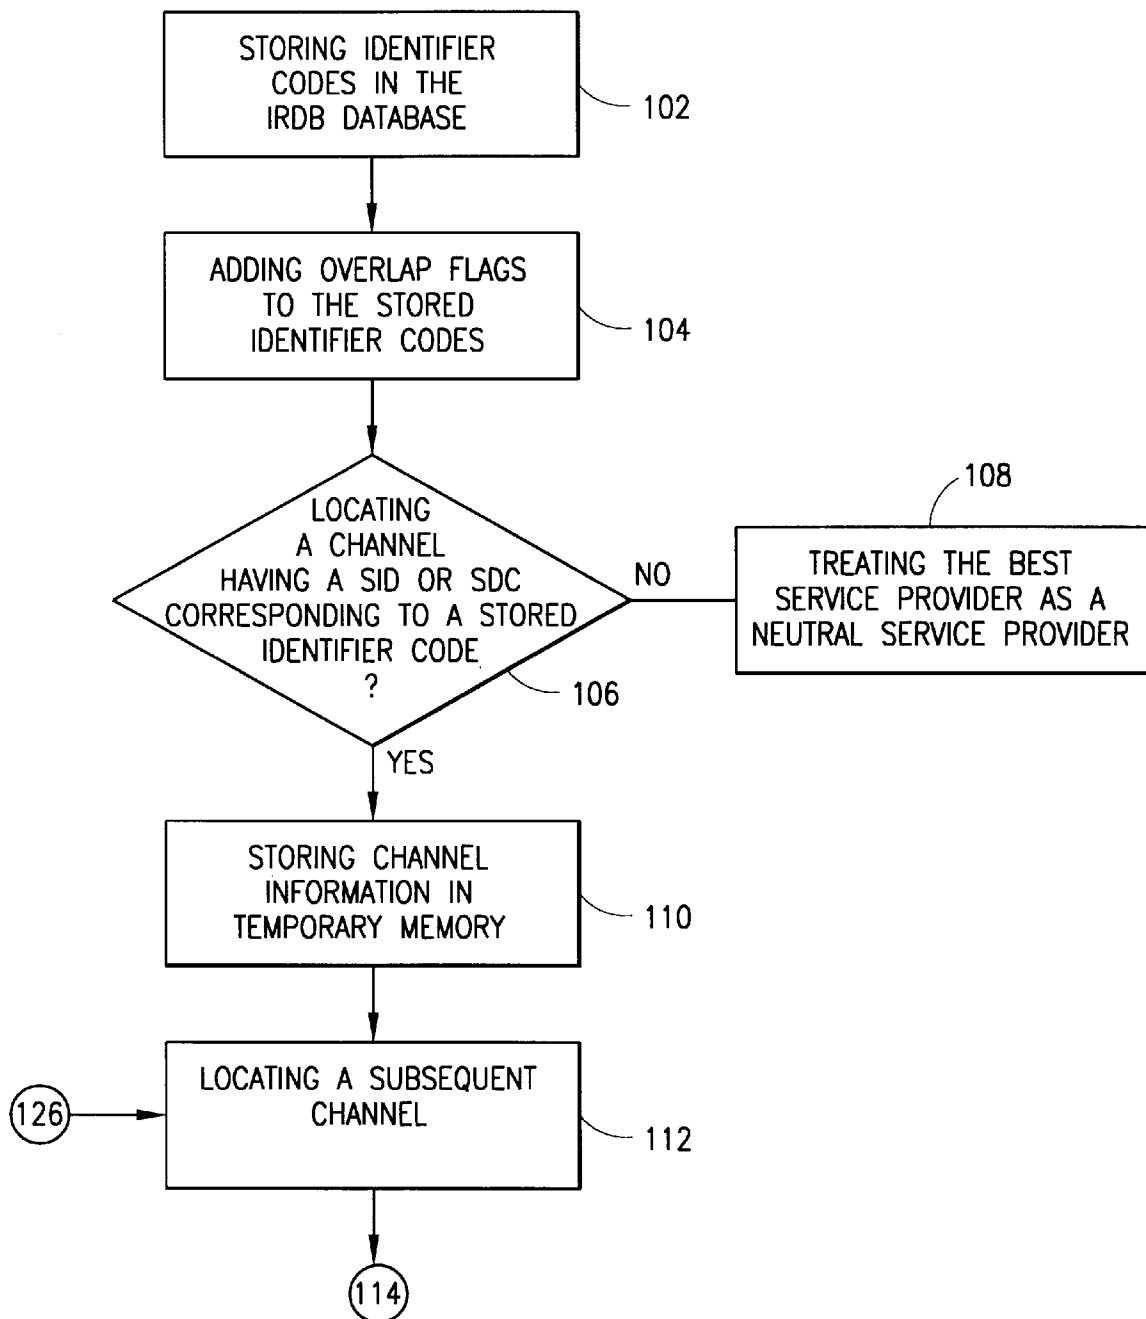 STORING IDENTIFIER
CODES IN THE
IRDB DATABASE
102
ADDING OVERLAP FLAGS
TO THE STORED
IDENTIFIER CODES
104
LOCATING
A CHANNEL
HAVING A SID OR SDC
CORRESPONDING TO A STORED
IDENTIFIER CODE
?
106
NO
108
TREATING THE BEST
SERVICE PROVIDER AS A
NEUTRAL SERVICE PROVIDER
YES
STORING CHANNEL
INFORMATION IN
TEMPORARY MEMORY
110
LOCATING A SUBSEQUENT
CHANNEL
112
126
114